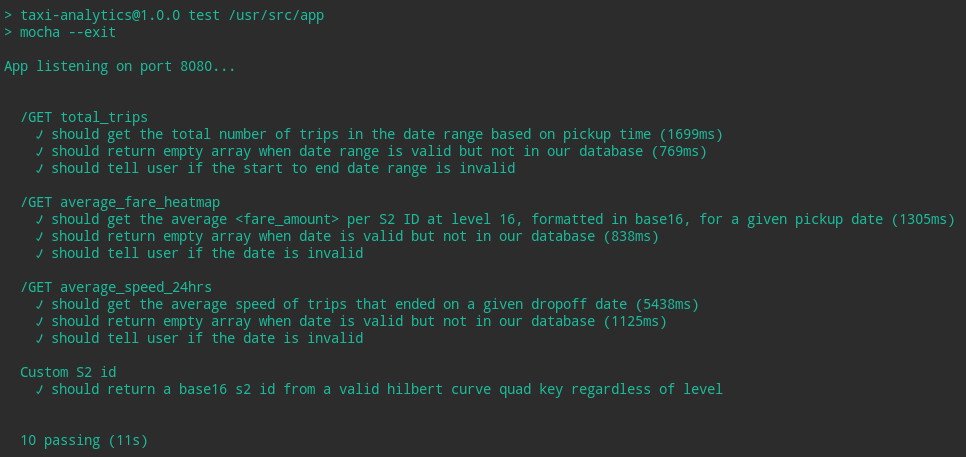 > taxi-analytics@1.0.0 test /usr/src/app
> mocha --exit
App listening on port 8080...
/GET total_trips
✓ should get the total number of trips in the date range based on pickup time (1699ms)
✓ should return empty array when date range is valid but not in our database (769ms)
✓ should tell user if the start to end date range is invalid
/GET average_fare_heatmap
✓ should get the average <fare_amount> per S2 ID at level 16, formatted in base16, for a given pickup date (1305ms)
✓ should return empty array when date is valid but not in our database (838ms)
✓ should tell user if the date is invalid
/GET average_speed_24hrs
✓ should get the average speed of trips that ended on a given dropoff date (5438ms)
✓ should return empty array when date is valid but not in our database (1125ms)
✓ should tell user if the date is invalid
Custom S2 id
✓ should return a base16 s2 id from a valid hilbert curve quad key regardless of level
10 passing (11s)